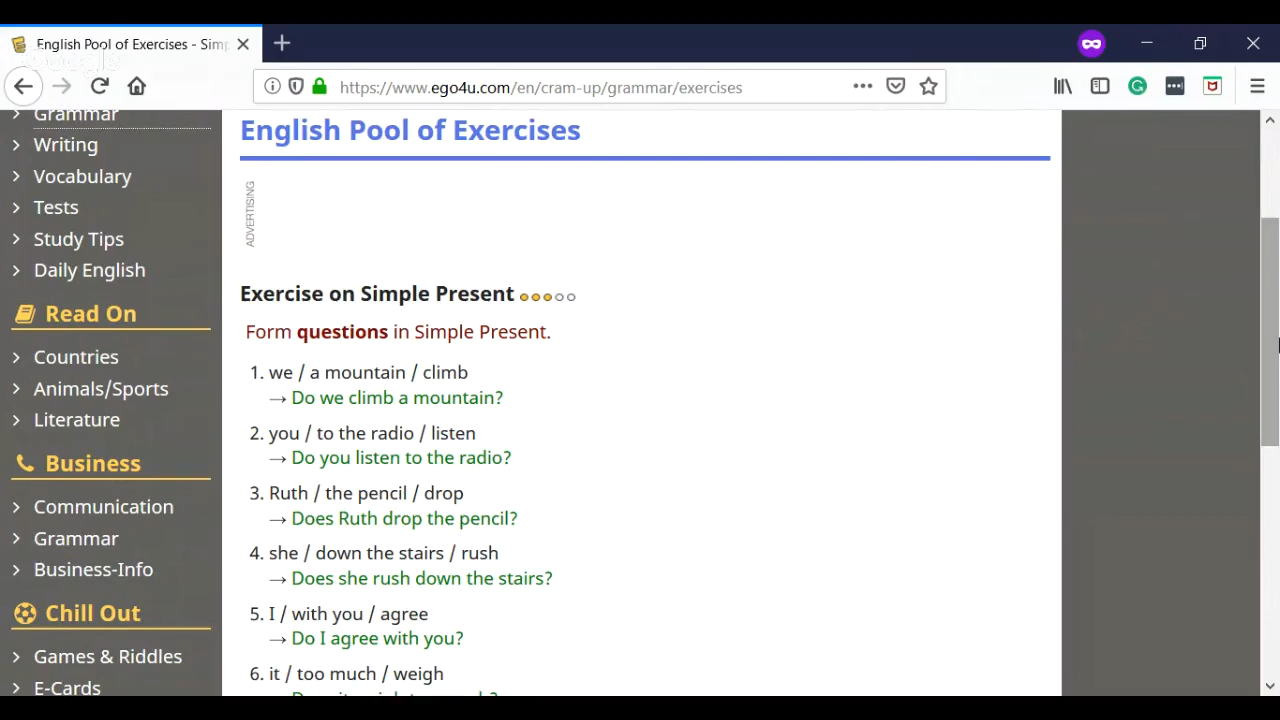 English Pool of Exercises - Sim
https://www.ego4u.com/en/cram-up/grammar/exercises
Grammar
Writing
Vocabulary
Tests
Study Tips
Daily English
Read On
Countries
Animals/Sports
Literature
Business
Communication
Grammar
Business-Info
Chill Out
Games & Riddles
E-Cards
English Pool of Exercises
ADVERTISING
Exercise on Simple Present
Form questions in Simple Present.
1. we / a mountain / climb
→ Do we climb a mountain?
2. you / to the radio / listen
→ Do you listen to the radio?
3. Ruth / the pencil / drop
→ Does Ruth drop the pencil?
4. she / down the stairs / rush
→ Does she rush down the stairs?
5. I / with you / agree
→ Do I agree with you?
6. it / too much / weigh